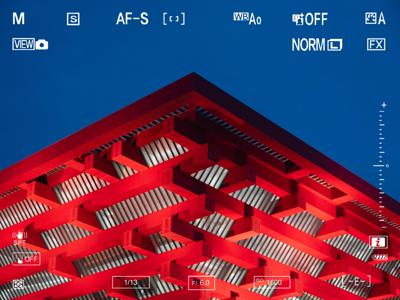 M S AF-S WB A0 OFF A
VIEW NORM L FX
SPT
OFF
1/13 F 6.0 ISO 1600 [-E-]